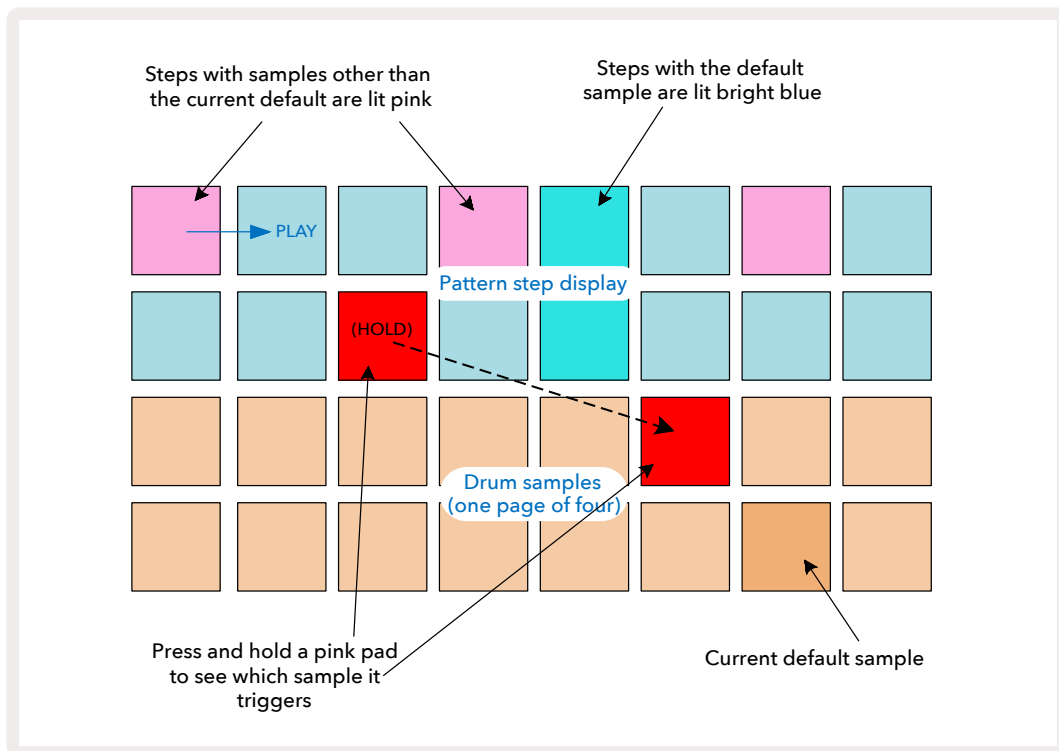 Steps with samples other than
the current default are lit pink
Steps with the default
sample are lit bright blue
PLAY
Pattern step display
(HOLD)
Drum samples
(one page of four)
Press and hold a pink pad
to see which sample it
triggers
Current default sample